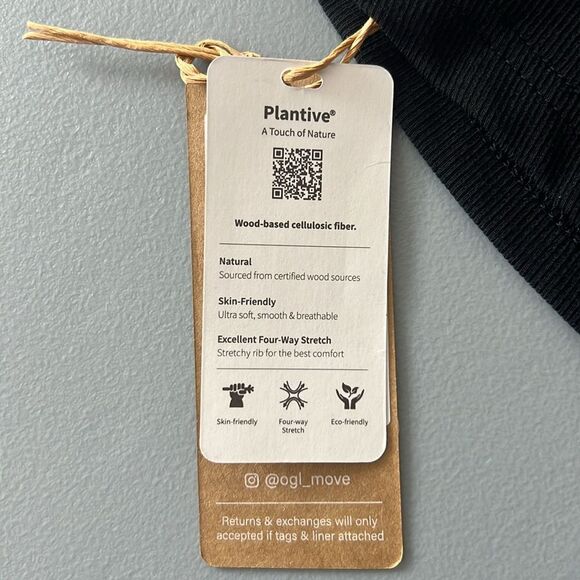 Plantive®
A Touch of Nature
Wood-based cellulosic fiber.
Natural
Sourced from certified wood sources
Skin-Friendly
Ultra soft, smooth & breathable
Excellent Four-Way Stretch
Stretchy rib for the best comfort
Skin-friendly
Four-way
Stretch
Eco-friendly
@ogl_move
Returns & exchanges will only
accepted if tags & liner attached